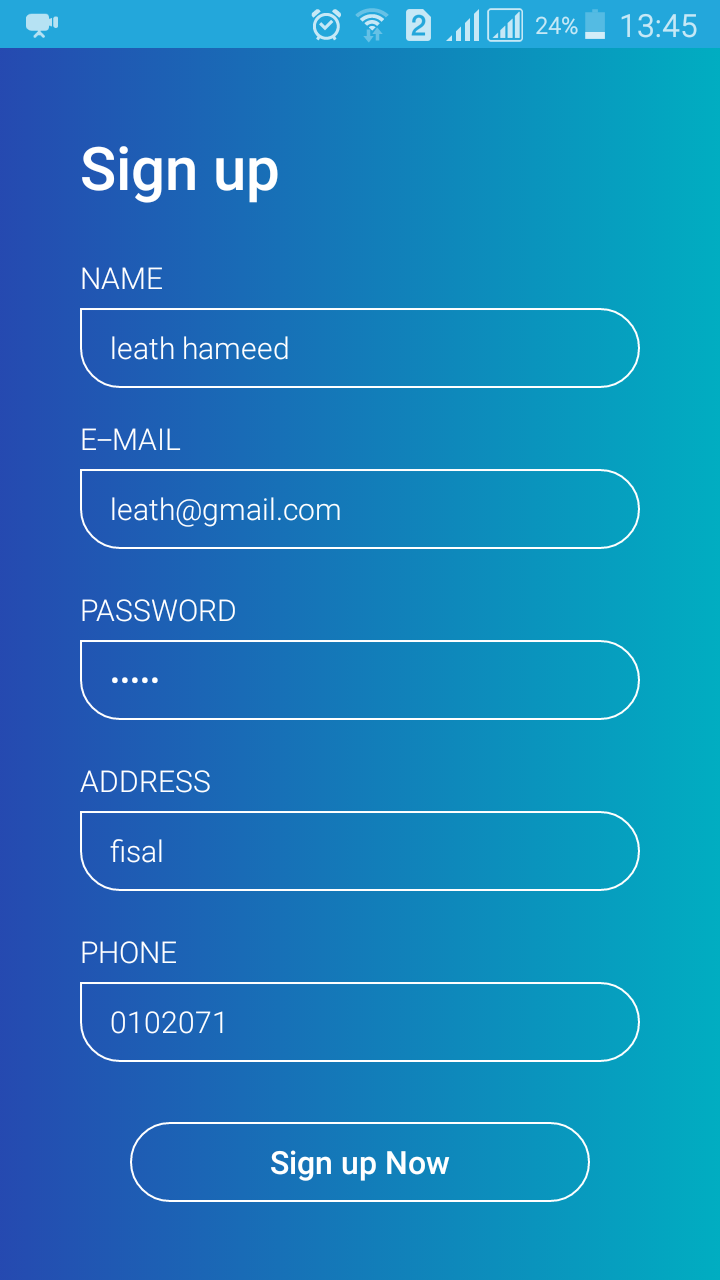 2 24% 13:45
Sign up
NAME
leath hameed
E–MAIL
leath@gmail.com
PASSWORD
•••••
ADDRESS
fisal
PHONE
0102071
Sign up Now